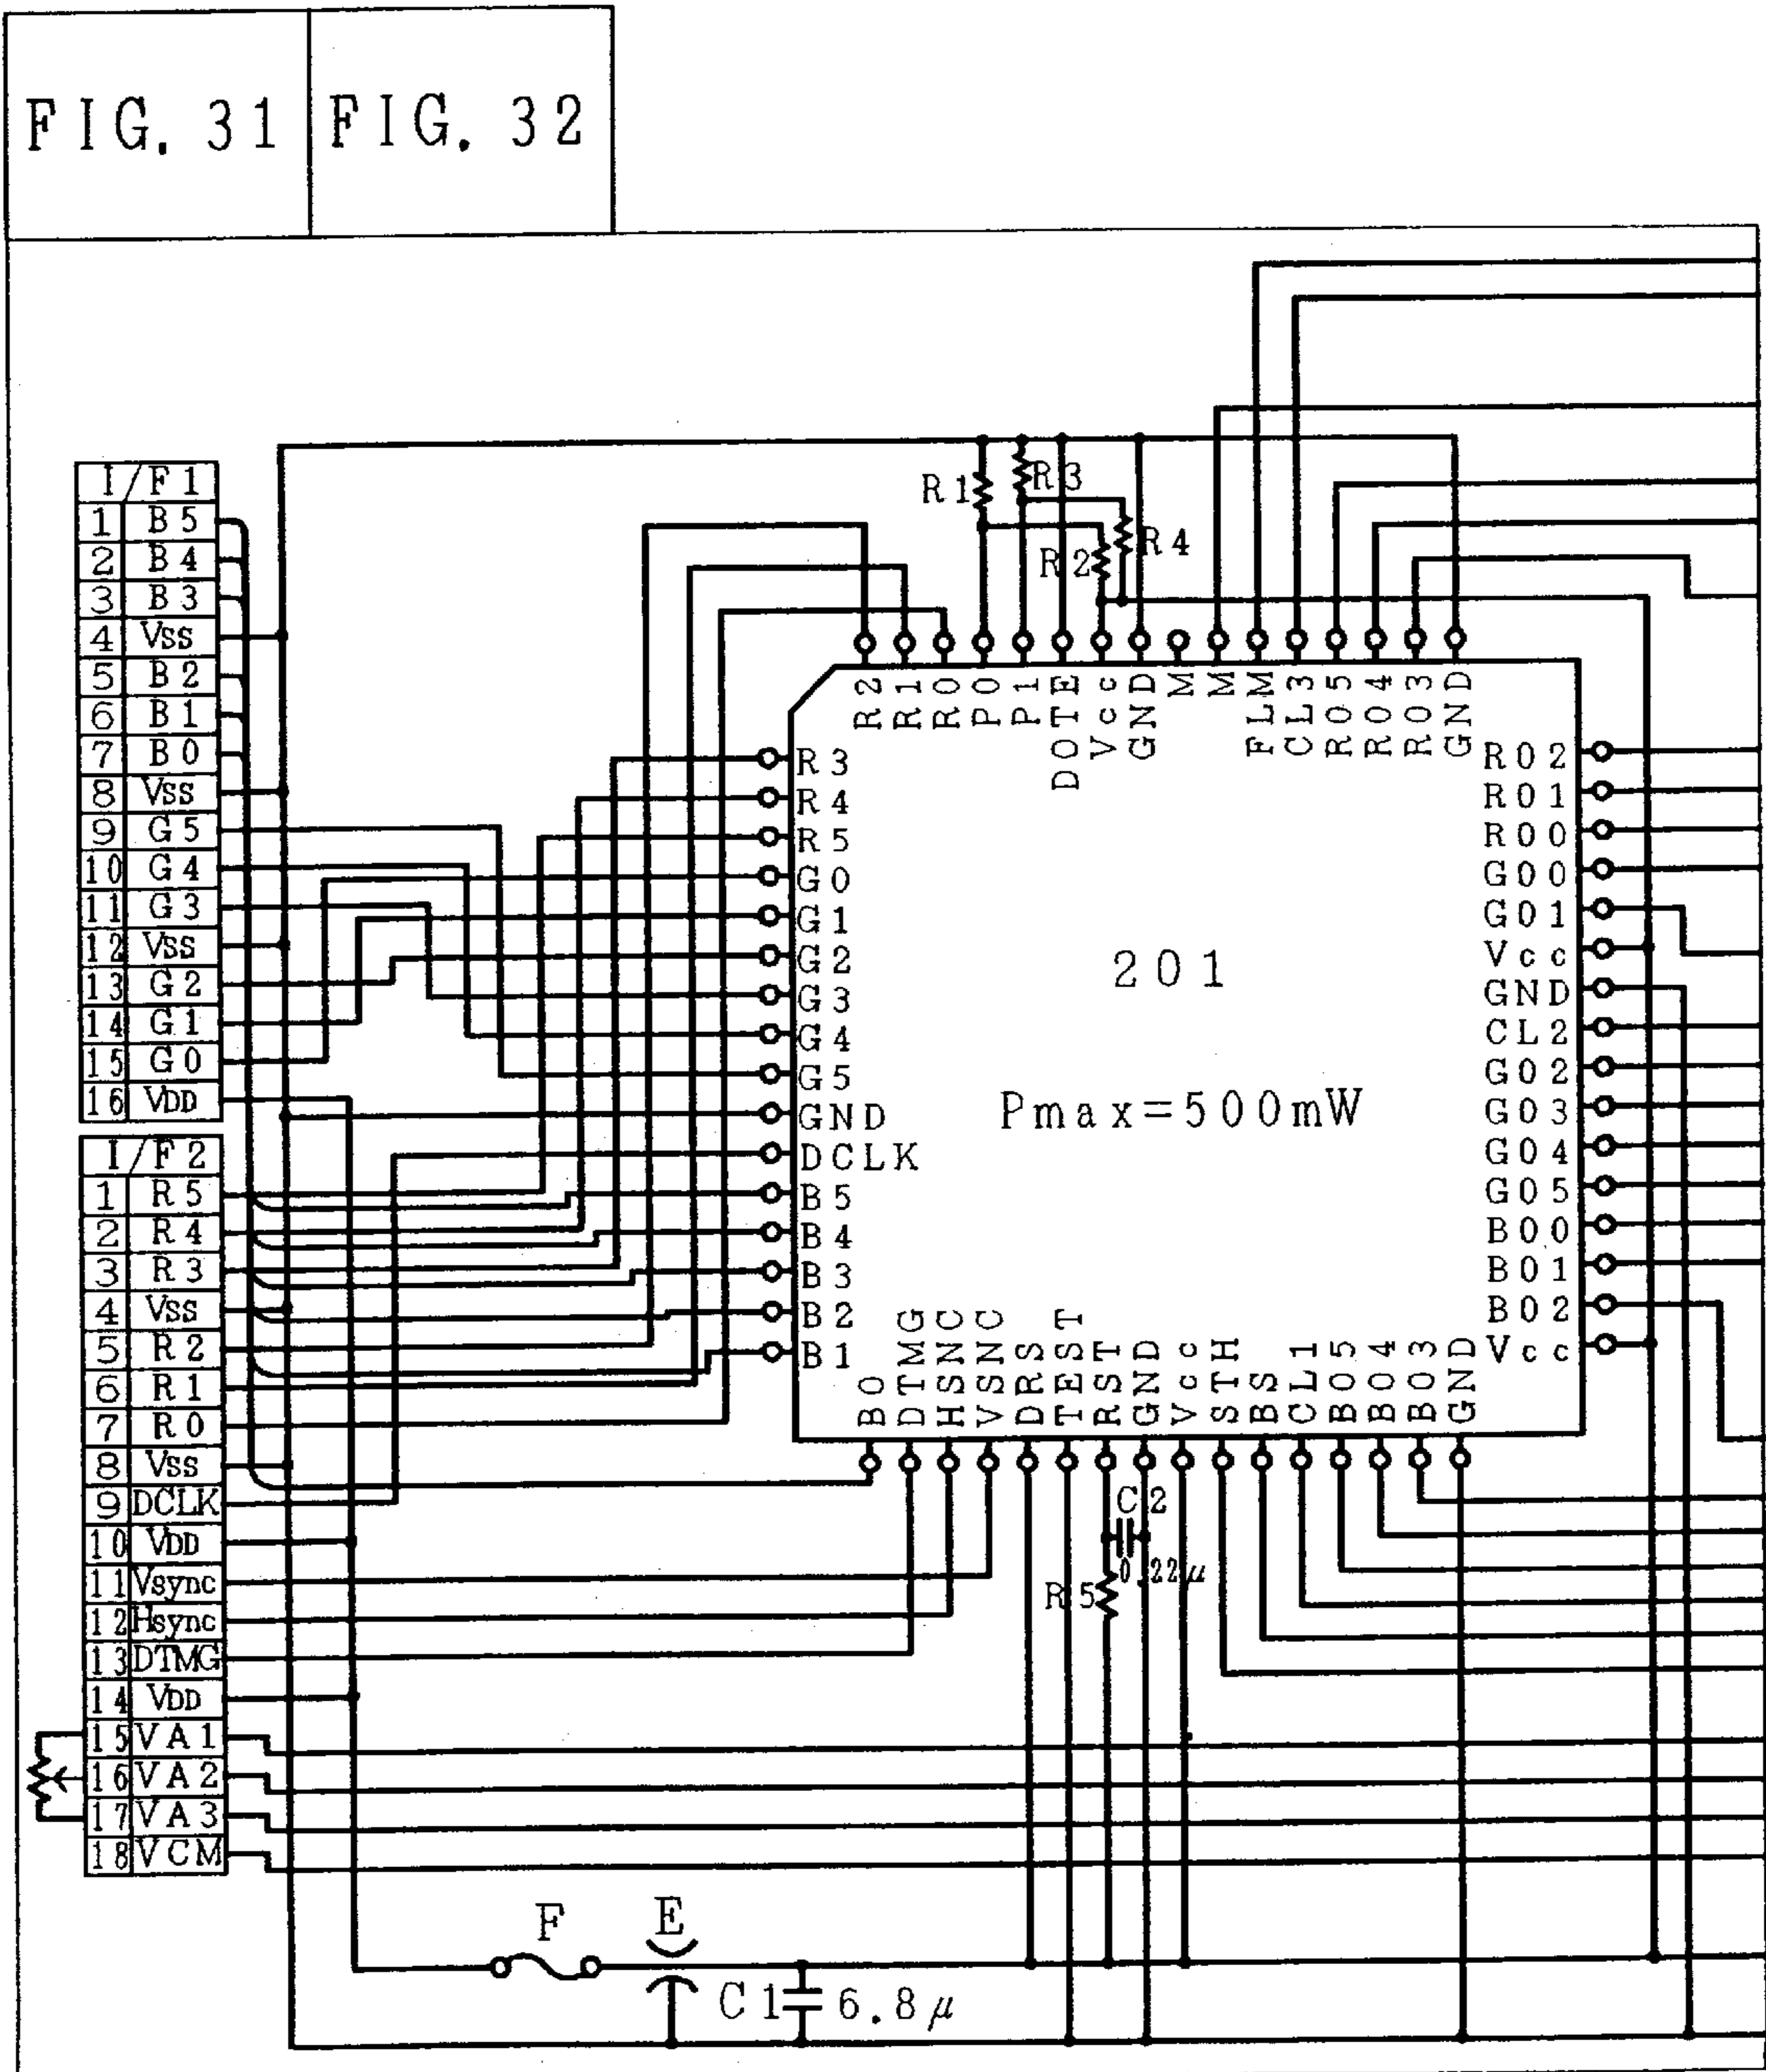 FIG. 31
FIG. 32
I/F1
1 B5
2 B4
3 B3
4 VSS
5 B2
6 B1
7 B0
8 VSS
9 G5
10 G4
11 G3
12 VSS
13 G2
14 G1
15 G0
16 VDD
I/F2
1 R5
2 R4
3 R3
4 VSS
5 R2
6 R1
7 R0
8 VSS
9 DCLK
10 VDD
11 Vsync
12 Hsync
13 DTMG
14 VDD
15 VA1
16 VA2
17 VA3
18 VCM
R1
R3
R2
R4
R2
R1
R0
P0
P1
DOTE
Vcc
GND
M
M
FLM
CL3
R05
R04
R03
GND
R3
R4
R5
G0
G1
G2
G3
G4
G5
GND
DCLK
B5
B4
B3
B2
B1
201
Pmax=500mW
R02
R01
R00
G00
G01
Vcc
GND
CL2
G02
G03
G04
G05
B00
B01
B02
Vcc
B0
DTMG
HSNC
VSNC
DRS
TEST
RST
GND
Vcc
STH
BS
CL1
B05
B04
B03
GND
C2
0.22μ
R5
F
E
C1
6.8μ